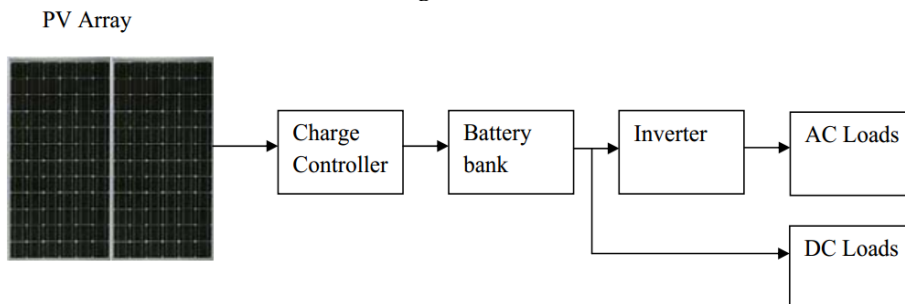 PV Array
Charge
Controller
Battery
bank
Inverter
AC Loads
DC Loads